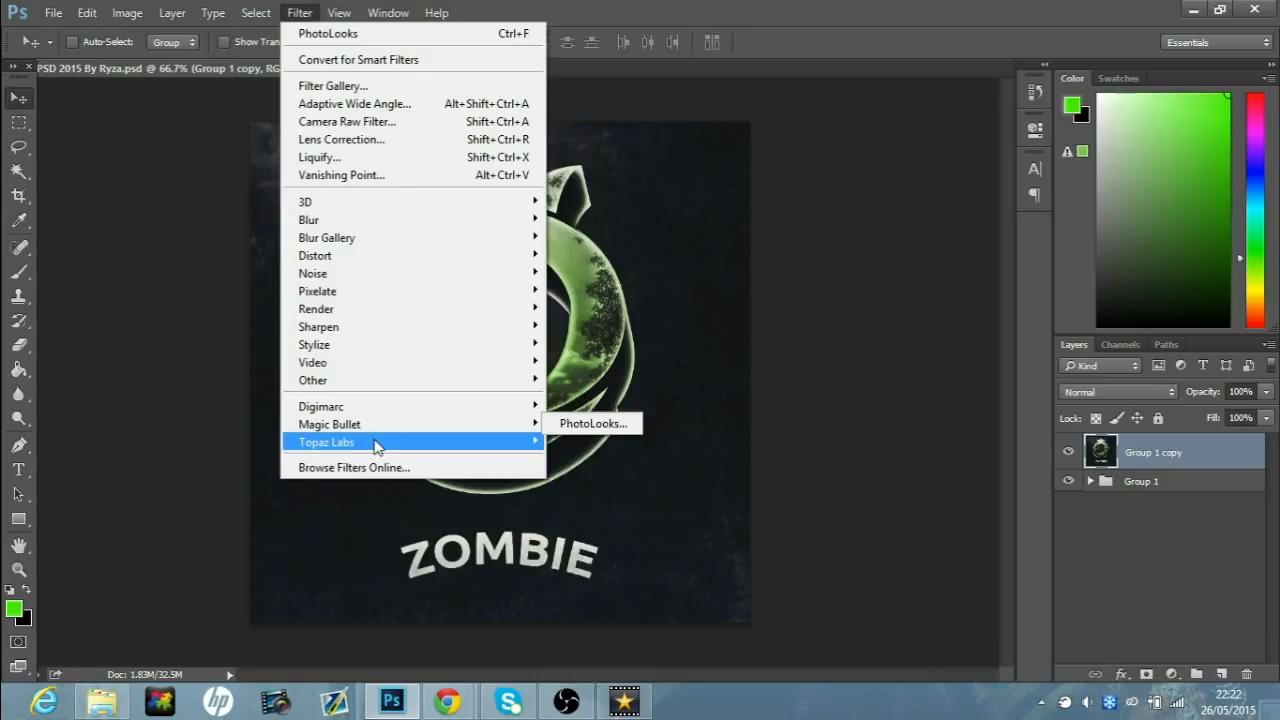 Ps File Edit Image Layer Type Select Filter View Window Help
Auto-Select: Group Show Tran
Essentials
PSD 2015 By Ryza.psd @ 66.7% (Group 1 copy, RG
PhotoLooks Ctrl+F
Convert for Smart Filters
Filter Gallery...
Adaptive Wide Angle... Alt+Shift+Ctrl+A
Camera Raw Filter... Shift+Ctrl+A
Lens Correction... Shift+Ctrl+R
Liquify... Shift+Ctrl+X
Vanishing Point... Alt+Ctrl+V
3D
Blur
Blur Gallery
Distort
Noise
Pixelate
Render
Sharpen
Stylize
Video
Other
Digimarc
Magic Bullet
Topaz Labs
Browse Filters Online...
PhotoLooks...
ZOMBIE
Color Swatches
Layers Channels Paths
Kind
Normal Opacity: 100%
Lock: Fill: 100%
Group 1 copy
Group 1
Doc: 1.83M/32.5M
hp
Ps
22:22
26/05/2015